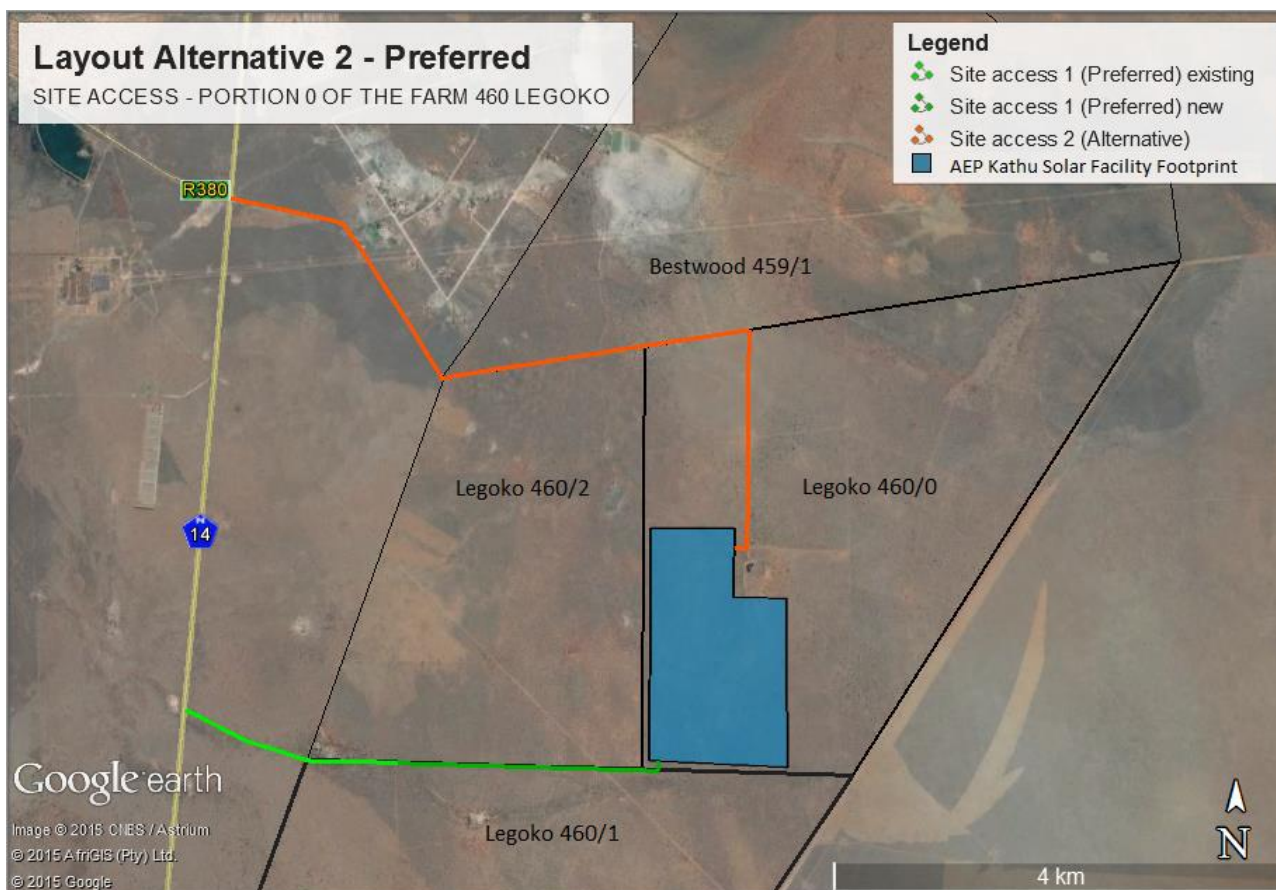 Layout Alternative 2 - Preferred
SITE ACCESS - PORTION 0 OF THE FARM 460 LEGOKO
Legend
Site access 1 (Preferred) existing
Site access 1 (Preferred) new
Site access 2 (Alternative)
AEP Kathu Solar Facility Footprint
R380
Bestwood 459/1
Legoko 460/2
Legoko 460/0
N
14
Google earth
Legoko 460/1
Image © 2015 CNES / Astrium
© 2015 AfriGIS (Pty) Ltd.
© 2015 Google
N
4 km